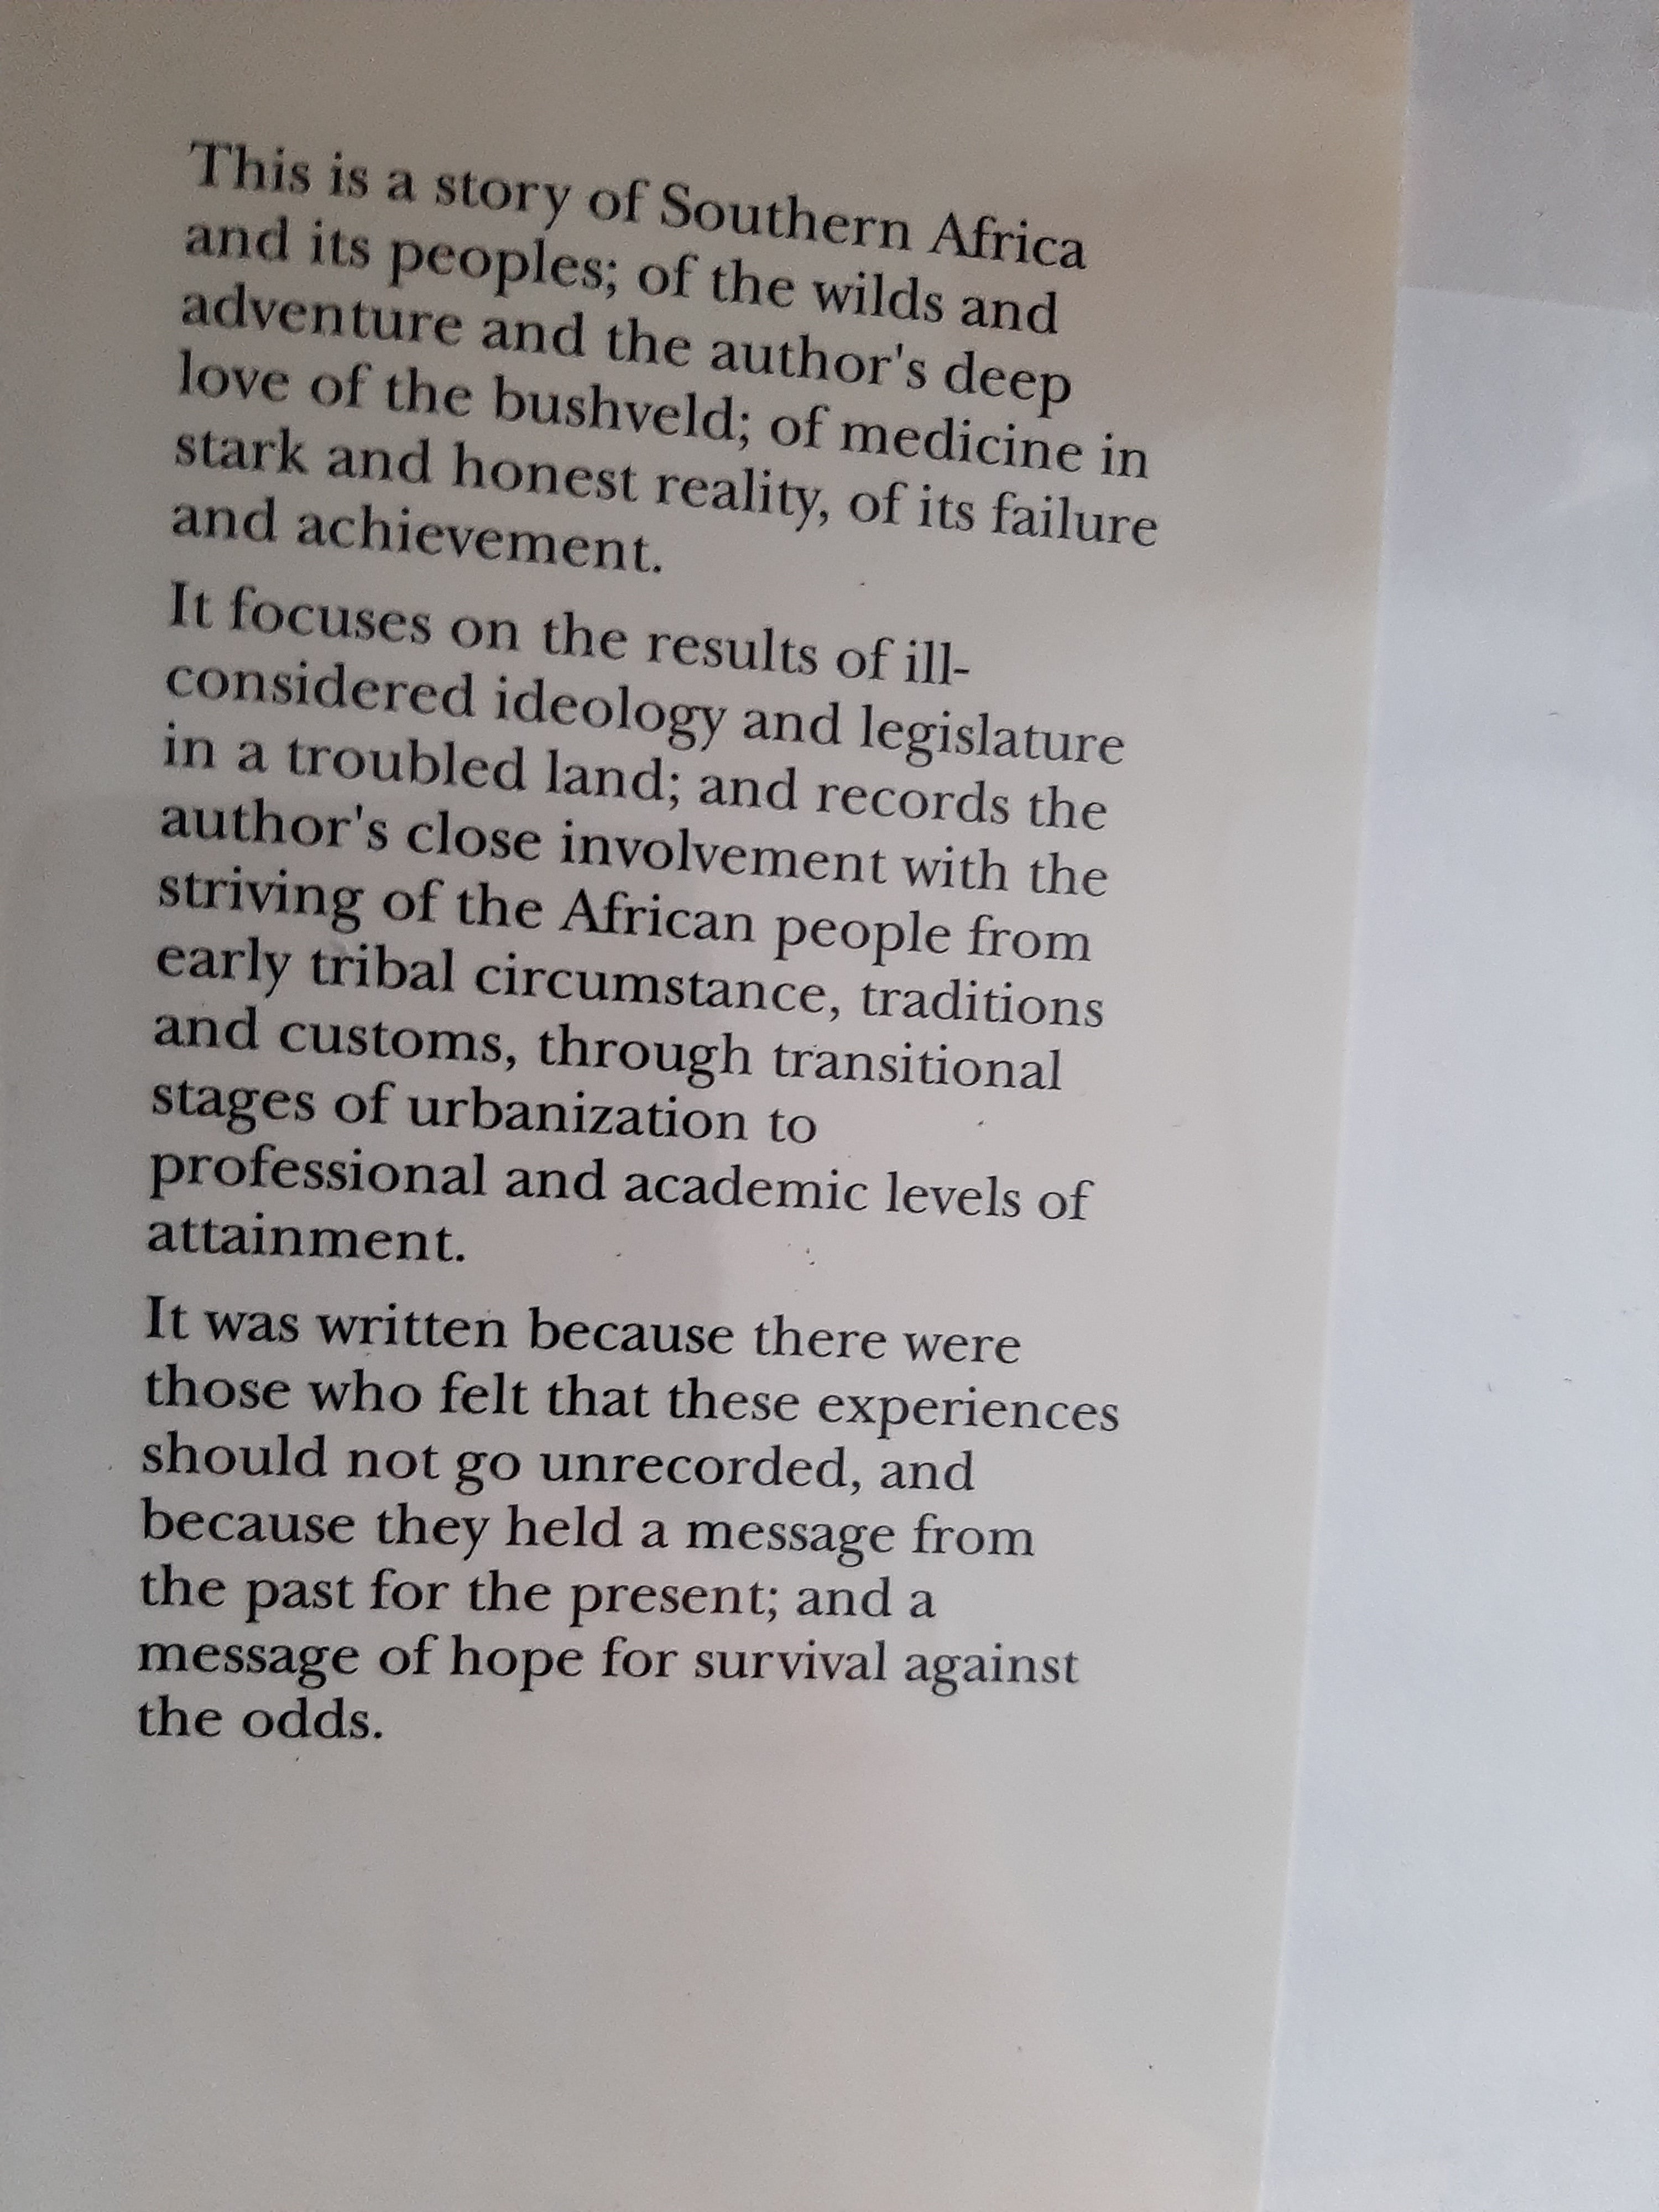 This is a story of Southern Africa
and its peoples; of the wilds and
adventure and the author's deep
love of the bushveld; of medicine in
stark and honest reality, of its failure
and achievement.
It focuses on the results of ill-
considered ideology and legislature
in a troubled land; and records the
author's close involvement with the
striving of the African people from
early tribal circumstance, traditions
and customs, through transitional
stages of urbanization to
professional and academic levels of
attainment.
It was written because there were
those who felt that these experiences
should not go unrecorded, and
because they held a message from
the past for the present; and a
message of hope for survival against
the odds.